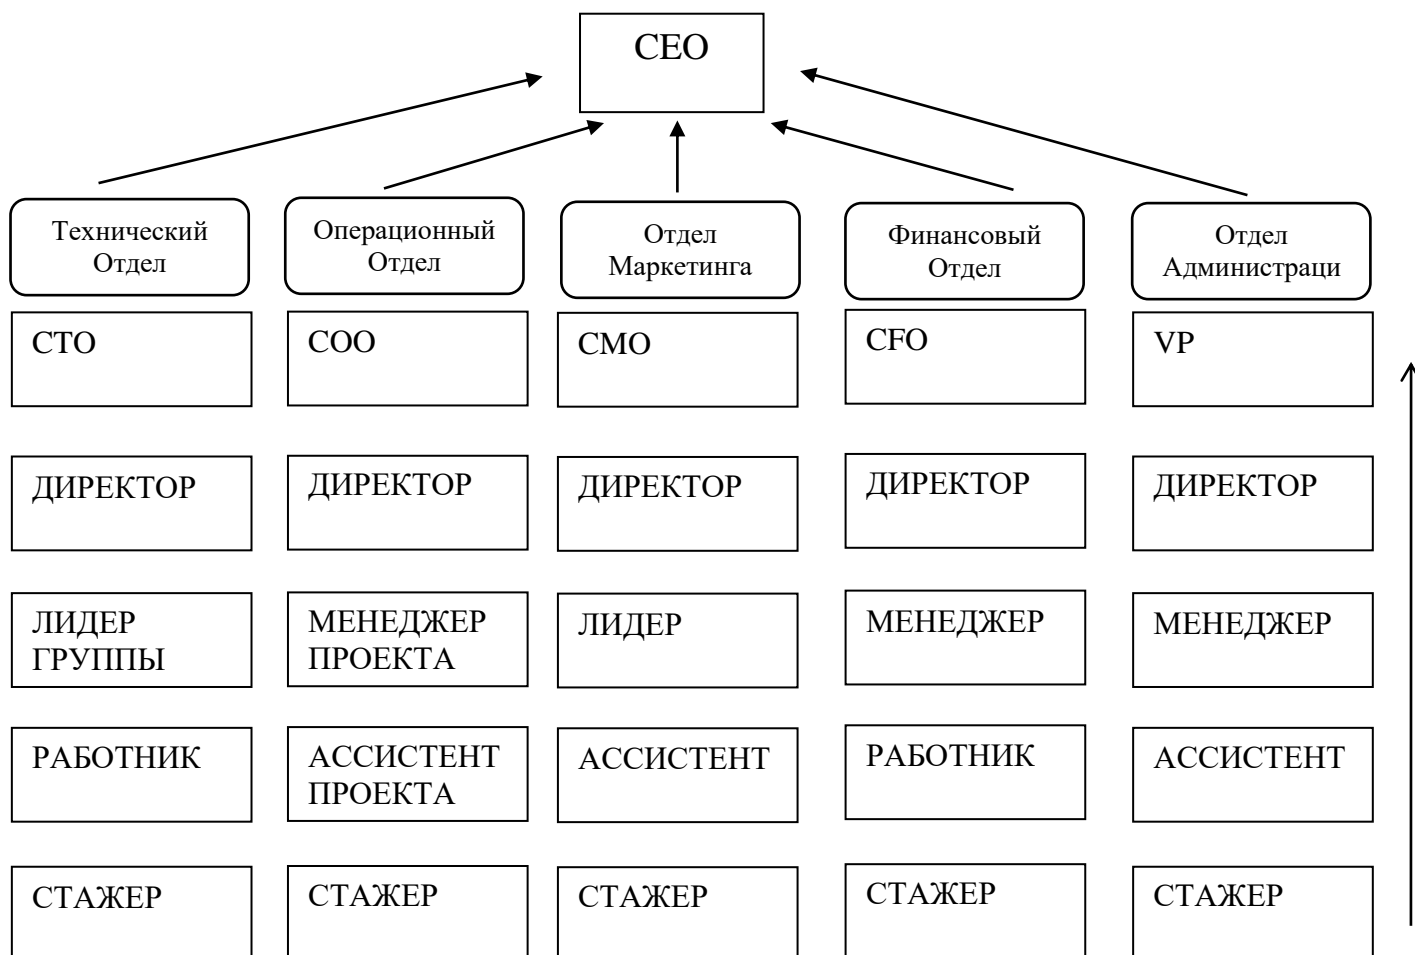 CEO
Технический
Отдел
Операционный
Отдел
Отдел
Маркетинга
Финансовый
Отдел
Отдел
Администраци
CTO
COO
CMO
CFO
VP
ДИРЕКТОР
ДИРЕКТОР
ДИРЕКТОР
ДИРЕКТОР
ДИРЕКТОР
ЛИДЕР
ГРУППЫ
МЕНЕДЖЕР
ПРОЕКТА
ЛИДЕР
МЕНЕДЖЕР
МЕНЕДЖЕР
РАБОТНИК
АССИСТЕНТ
ПРОЕКТА
АССИСТЕНТ
РАБОТНИК
АССИСТЕНТ
СТАЖЕР
СТАЖЕР
СТАЖЕР
СТАЖЕР
СТАЖЕР